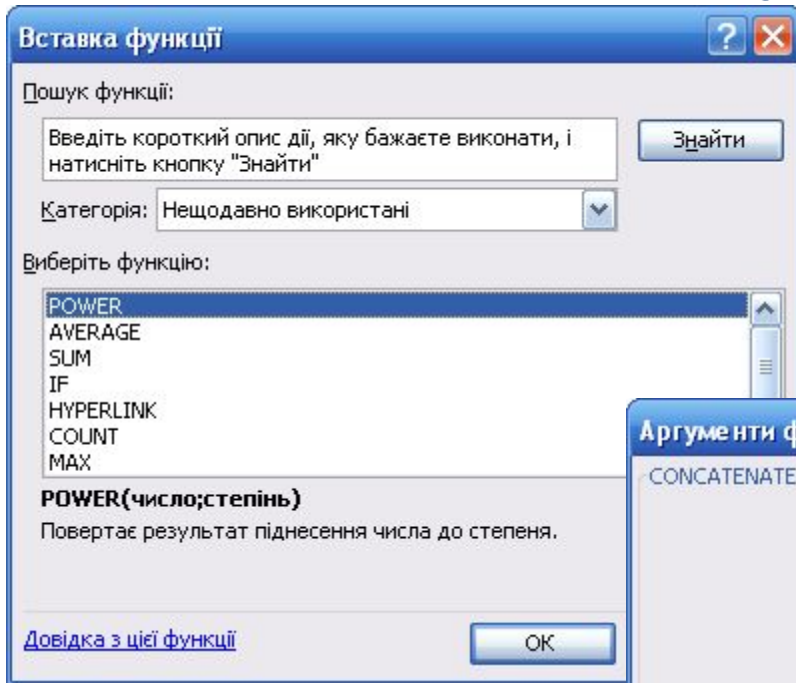 Вставка функції
Пошук функції:
Введіть короткий опис дії, яку бажаєте виконати, і
натисніть кнопку "Знайти"
Знайти
Категорія: Нещодавно використані
Виберіть функцію:
POWER
AVERAGE
SUM
IF
HYPERLINK
COUNT
MAX
POWER(число;степінь)
Повертає результат піднесення числа до степеня.
Довідка з цієї функції
OK
Аргументи
CONCATENATE